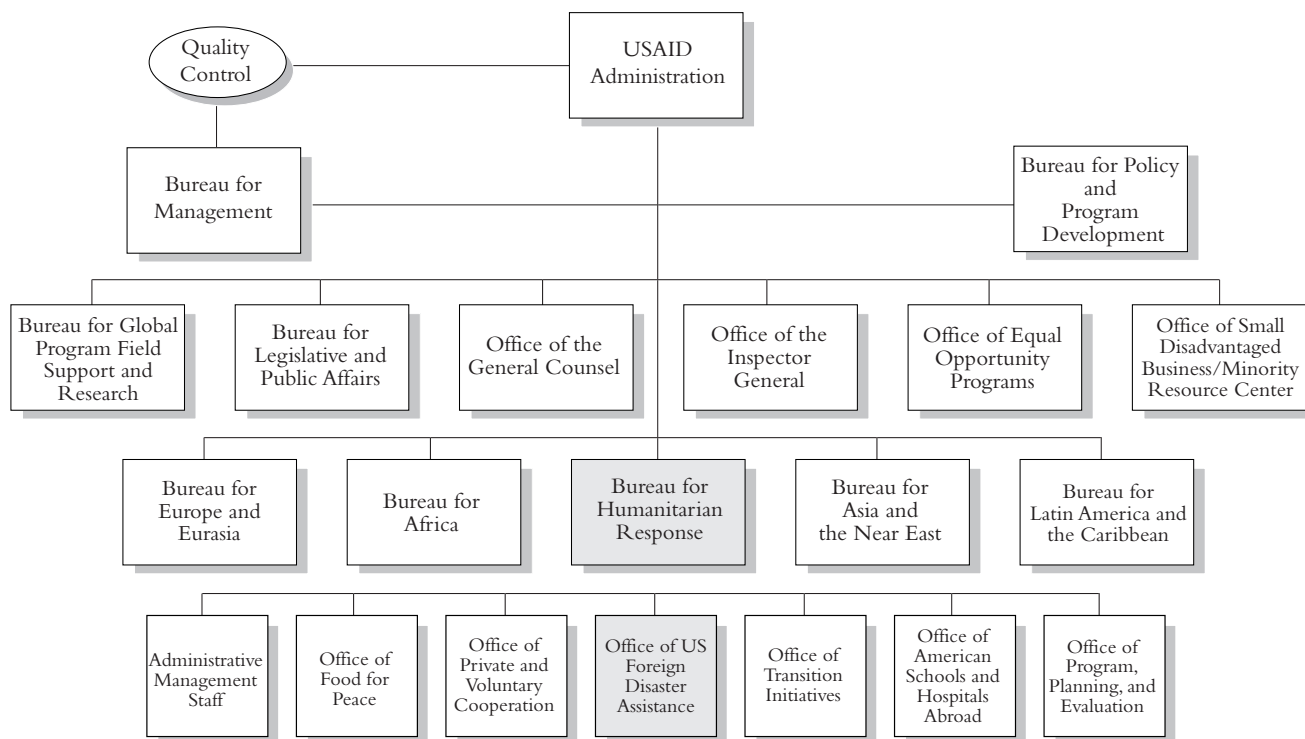 Quality
Control
USAID
Administration
Bureau for
Management
Bureau for Policy
and
Program
Development
Bureau for Global
Program Field
Support and
Research
Bureau for
Legislative and
Public Affairs
Office of the
General Counsel
Office of the
Inspector
General
Office of Equal
Opportunity
Programs
Office of Small
Disadvantaged
Business/Minority
Resource Center
Bureau for
Europe and
Eurasia
Bureau for
Africa
Bureau for
Humanitarian
Response
Bureau for
Asia and
the Near East
Bureau for
Latin America and
the Caribbean
Administrative
Management
Staff
Office of
Food for
Peace
Office of
Private and
Voluntary
Cooperation
Office of US
Foreign
Disaster
Assistance
Office of
Transition
Initiatives
Office of
American
Schools and
Hospitals
Abroad
Office of
Program,
Planning, and
Evaluation